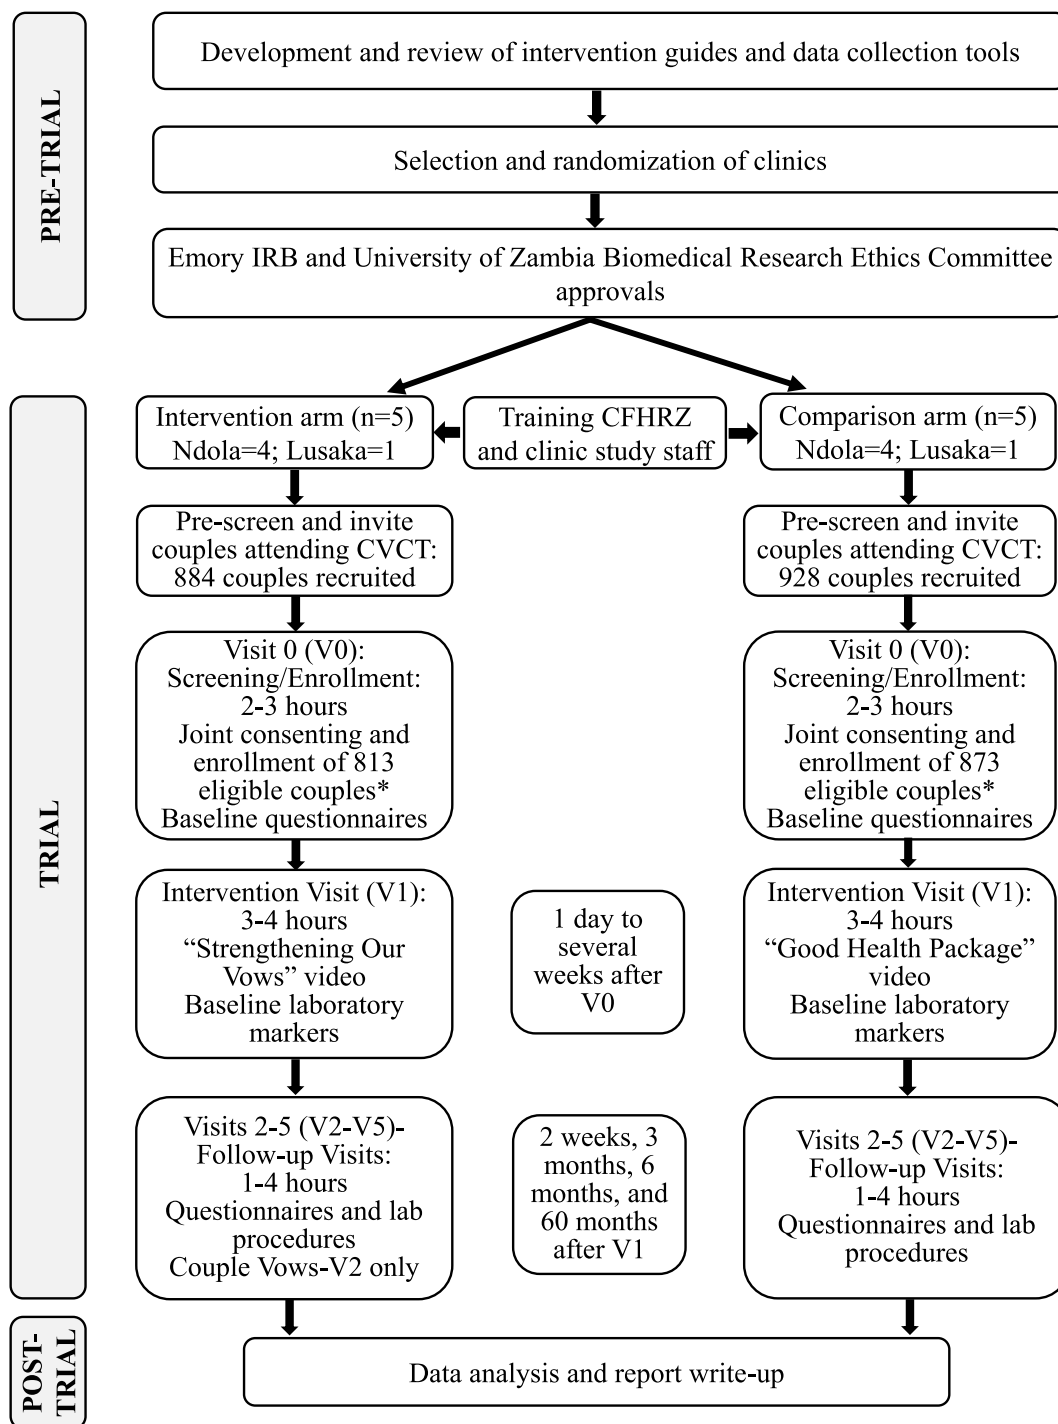 PRE-TRIAL
Development and review of intervention guides and data collection tools
Selection and randomization of clinics
Emory IRB and University of Zambia Biomedical Research Ethics Committee
approvals
TRIAL
Intervention arm (n=5)
Ndola=4; Lusaka=1
Training CFHRZ
and clinic study staff
Comparison arm (n=5)
Ndola=4; Lusaka=1
Pre-screen and invite
couples attending CVCT:
884 couples recruited
Pre-screen and invite
couples attending CVCT:
928 couples recruited
Visit 0 (V0):
Screening/Enrollment:
2-3 hours
Joint consenting and
enrollment of 813
eligible couples*
Baseline questionnaires
Visit 0 (V0):
Screening/Enrollment:
2-3 hours
Joint consenting and
enrollment of 873
eligible couples*
Baseline questionnaires
Intervention Visit (V1):
3-4 hours
“Strengthening Our
Vows” video
Baseline laboratory
markers
1 day to
several
weeks after
V0
Intervention Visit (V1):
3-4 hours
“Good Health Package”
video
Baseline laboratory
markers
Visits 2-5 (V2-V5)-
Follow-up Visits:
1-4 hours
Questionnaires and lab
procedures
Couple Vows-V2 only
2 weeks, 3
months, 6
months, and
60 months
after V1
Visits 2-5 (V2-V5)-
Follow-up Visits:
1-4 hours
Questionnaires and lab
procedures
POST-
TRIAL
Data analysis and report write-up